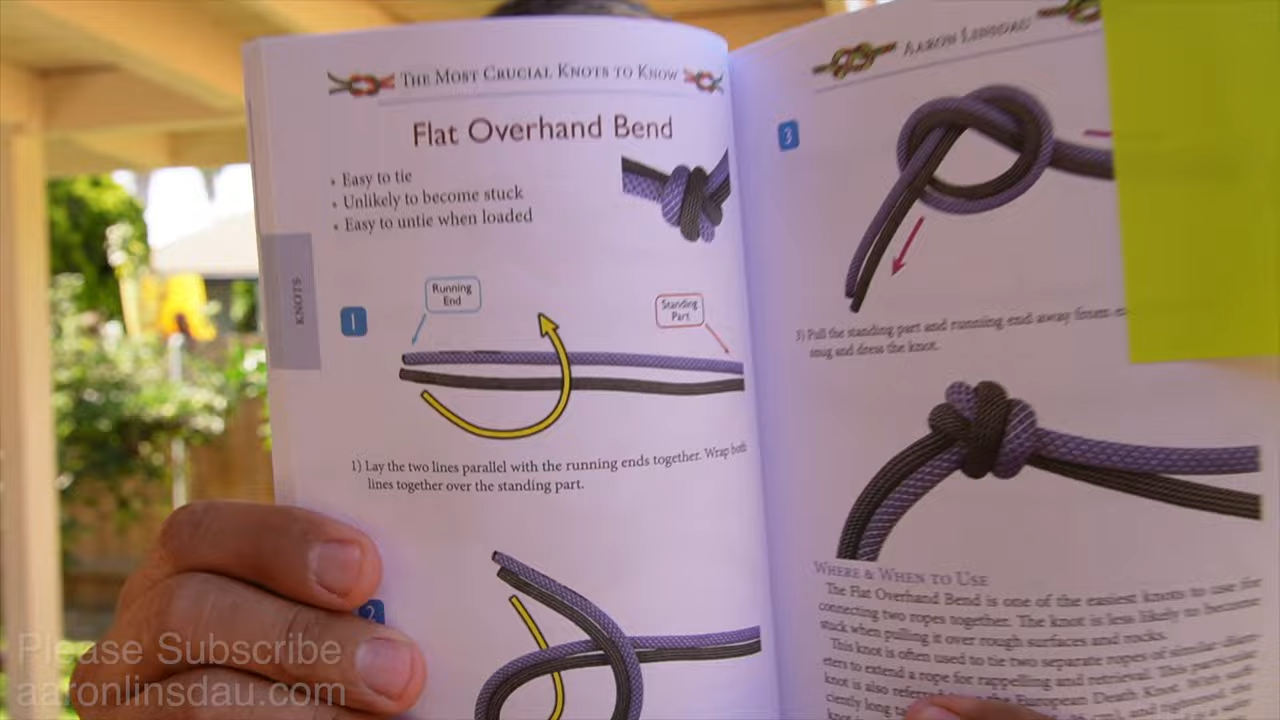 THE MOST CRUCIAL KNOTS TO KNOW
Flat Overhand Bend
• Easy to tie
• Unlikely to become stuck
• Easy to untie when loaded
KNOTS
1
Running
End
Standing
Part
1) Lay the two lines parallel with the running ends together. Wrap both
lines together over the standing part.
2
AARON LINSDAU
3
3) Pull the standing part and running end away from
snug and dress the knot.
WHERE & WHEN TO USE
The Flat Overhand Bend is one of the easiest knots to use for
connecting two ropes together. The knot is less likely to become
stuck when pulling it over rough surfaces and rocks.
This knot is often used to tie two separate ropes of similar diam-
eters to extend a rope for rappelling and retrieval. This particular
knot is also the European Death Knot. When
ciently long
knot
Please Subscribe
aaronlinsdau.com